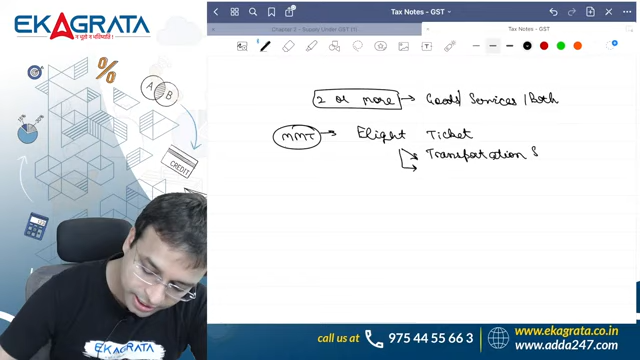 EKAGRATA
Tax Notes - GST
Chapter 2 - Supply Under GST (1)
Tax Notes - GST
%
A B
CREDIT
2 or more → Goods/ Services / Both
MMT → Flight Ticket
Transportation S
EKAGRATA
call us at 975 44 55 66 3
www.ekagrata.co.in
www.adda247.com